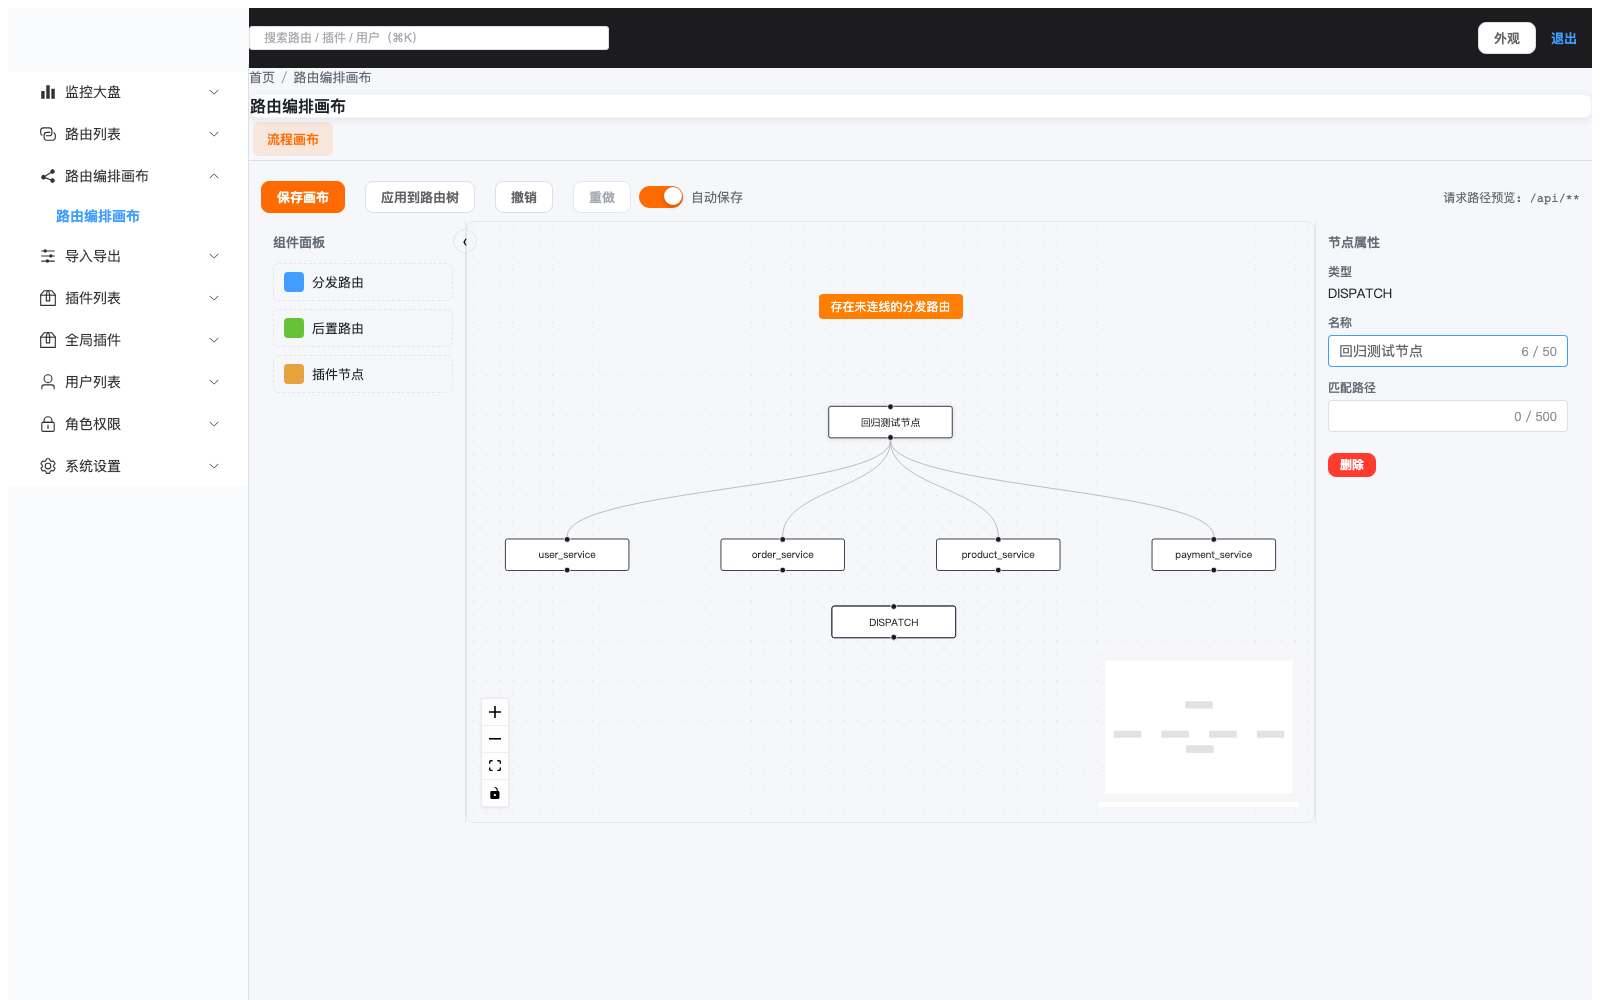 搜索路由 / 插件 / 用户（⌘K）
外观
退出
监控大盘
路由列表
路由编排画布
路由编排画布
导入导出
插件列表
全局插件
用户列表
角色权限
系统设置
首页 / 路由编排画布
路由编排画布
流程画布
保存画布
应用到路由树
撤销
重做
自动保存
请求路径预览: /api/**
组件面板
分发路由
后置路由
插件节点
存在未连线的分发路由
回归测试节点
user_service
order_service
product_service
payment_service
DISPATCH
节点属性
类型
DISPATCH
名称
回归测试节点 6 / 50
匹配路径
0 / 500
删除